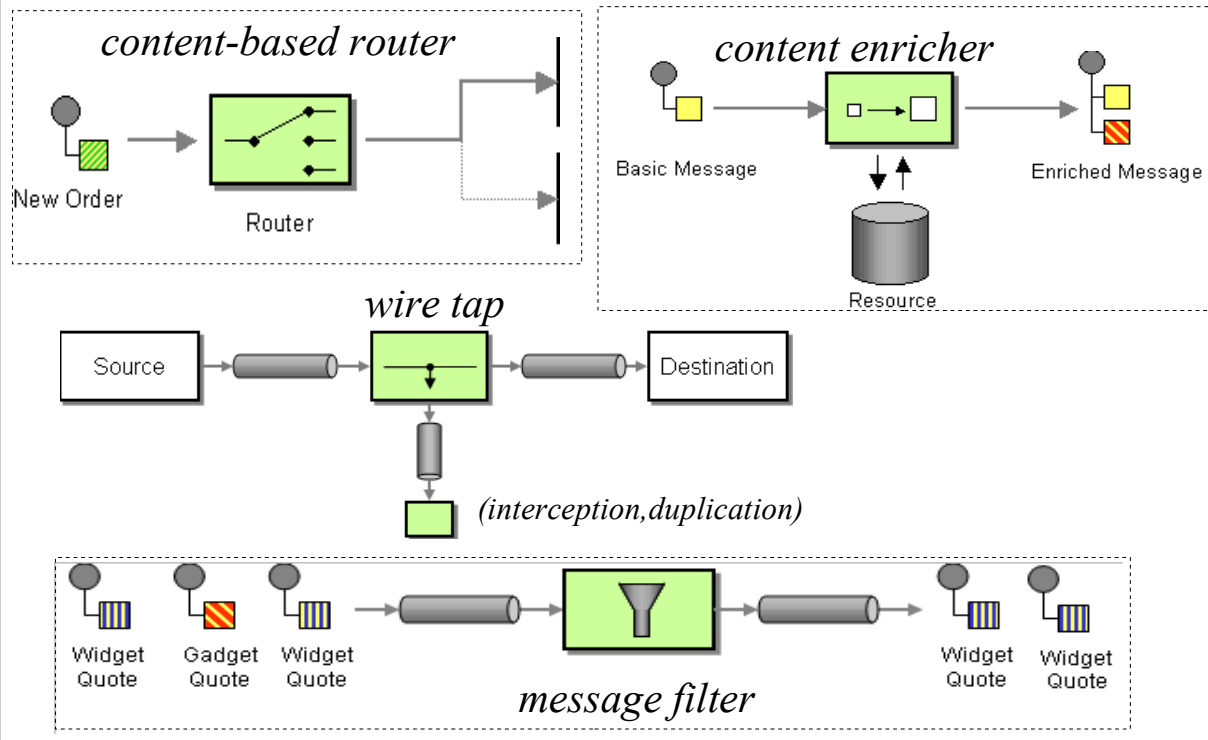 content-based router
New Order
Router
content enricher
Basic Message
Enriched Message
Resource
wire tap
Source
Destination
(interception,duplication)
Widget
Quote
Gadget
Quote
Widget
Quote
Widget
Quote
Widget
Quote
message filter